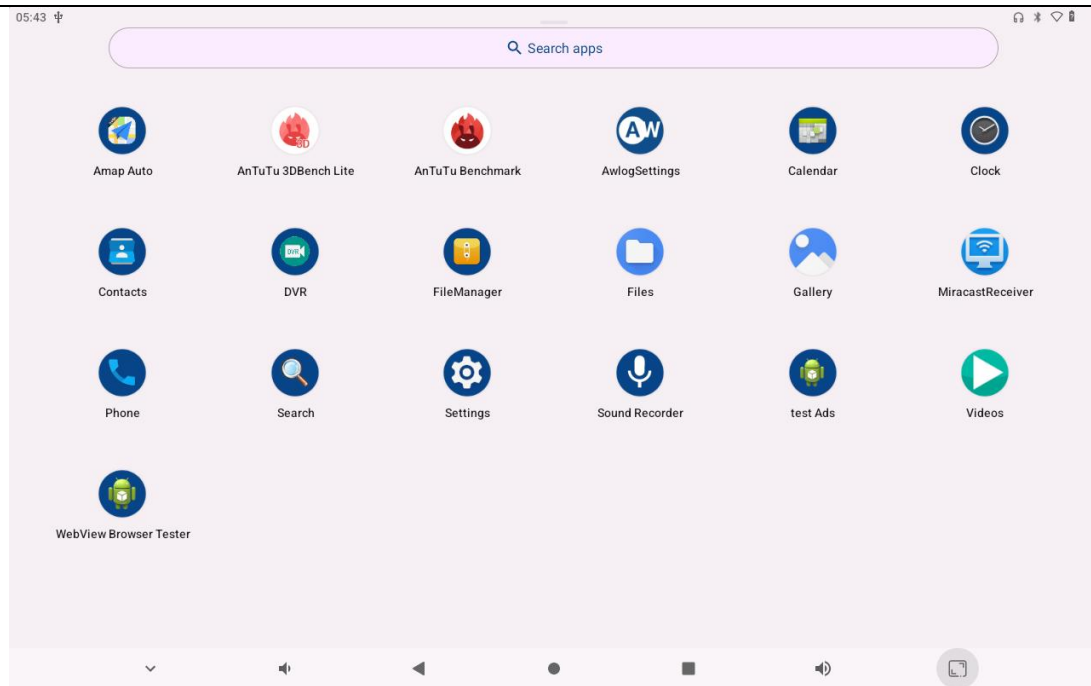 05:43
Search apps
Amap Auto AnTuTu 3DBench Lite AnTuTu Benchmark AwlogSettings Calendar Clock
Contacts DVR FileManager Files Gallery MiracastReceiver
Phone Search Settings Sound Recorder test Ads Videos
WebView Browser Tester